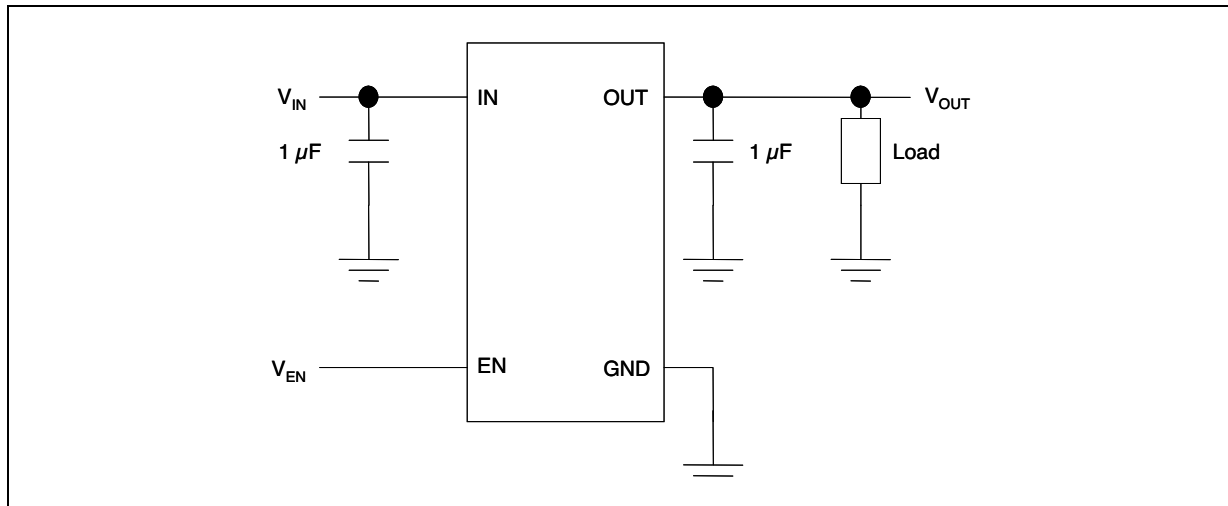 V_IN
IN
OUT
V_OUT
1 µF
1 µF
Load
V_EN
EN
GND